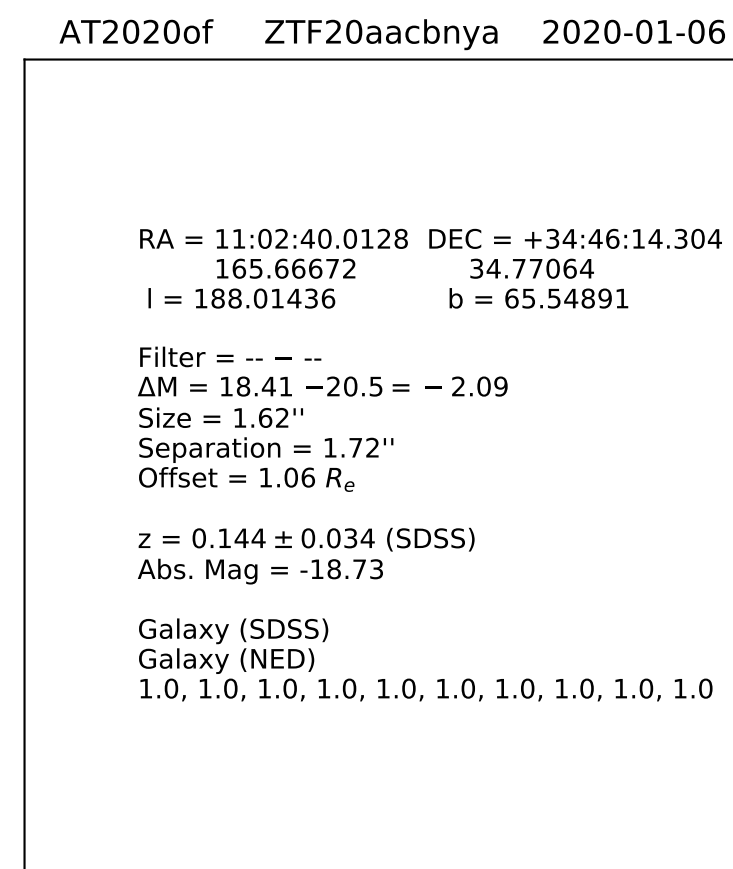 AT2020of ZTF20aacbnya 2020-01-06
RA = 11:02:40.0128 DEC = +34:46:14.304
165.66672 34.77064
l = 188.01436 b = 65.54891
Filter = -- − --
ΔM = 18.41 −20.5 = − 2.09
Size = 1.62''
Separation = 1.72''
Offset = 1.06 Rₑ
z = 0.144 ± 0.034 (SDSS)
Abs. Mag = -18.73
Galaxy (SDSS)
Galaxy (NED)
1.0, 1.0, 1.0, 1.0, 1.0, 1.0, 1.0, 1.0, 1.0, 1.0